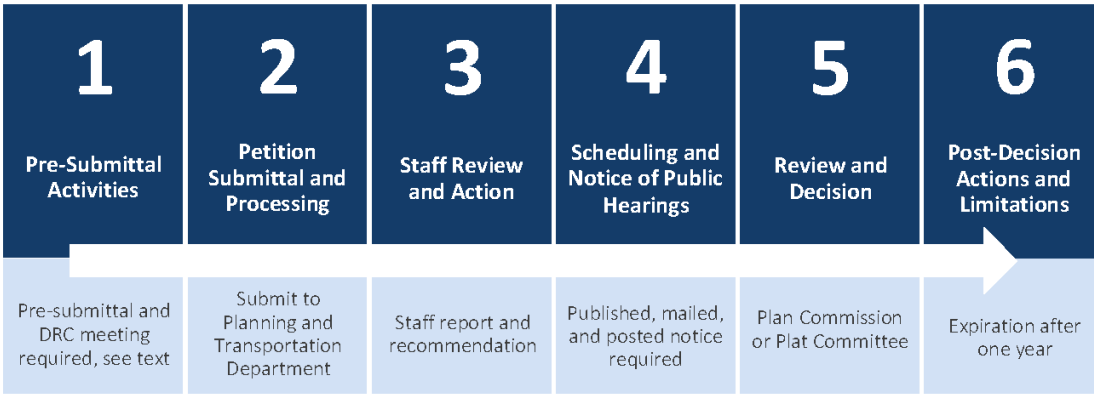 1
Pre-Submittal
Activities
Pre-submittal and
DRC meeting
required, see text
2
Petition
Submittal and
Processing
Submit to
Planning and
Transportation
Department
3
Staff Review
and Action
Staff report and
recommendation
4
Scheduling and
Notice of Public
Hearings
Published, mailed,
and posted notice
required
5
Review and
Decision
Plan Commission
or Plat Committee
6
Post-Decision
Actions and
Limitations
Expiration after
one year